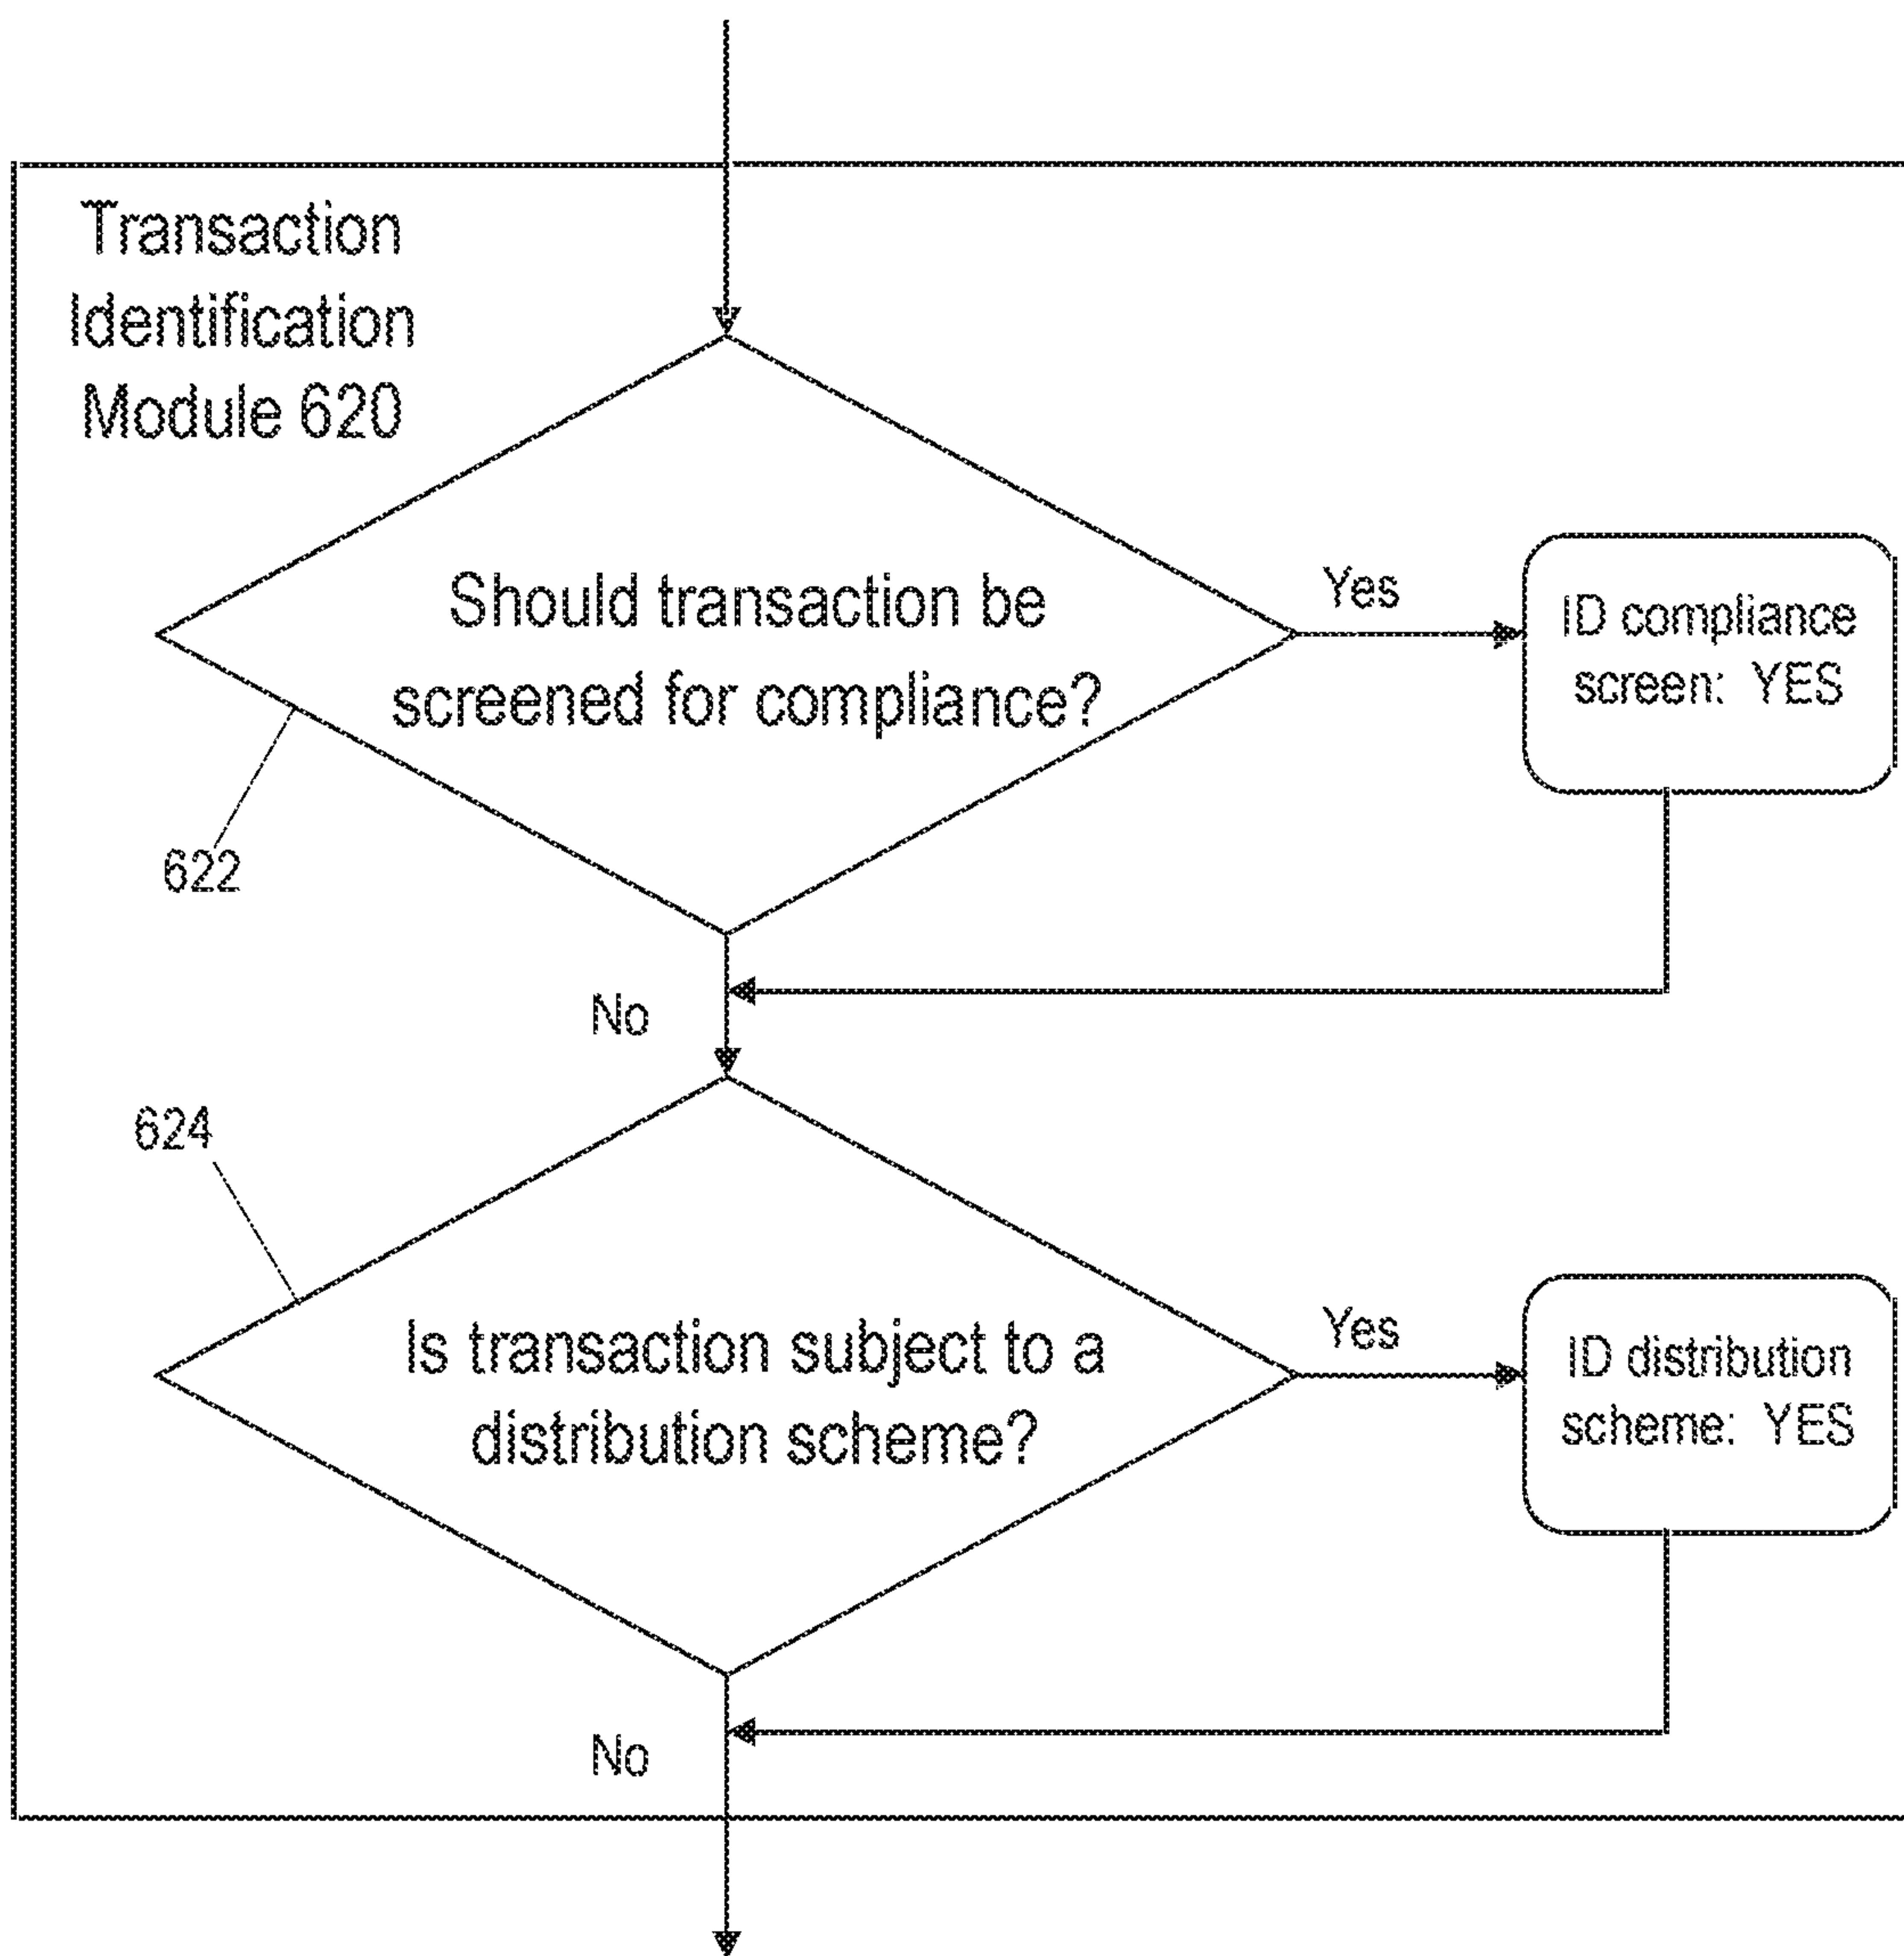 Transaction
Identification
Module 620
Should transaction be
screened for compliance?
Yes
ID compliance
screen: YES
622
No
624
Is transaction subject to a
distribution scheme?
Yes
ID distribution
scheme: YES
No